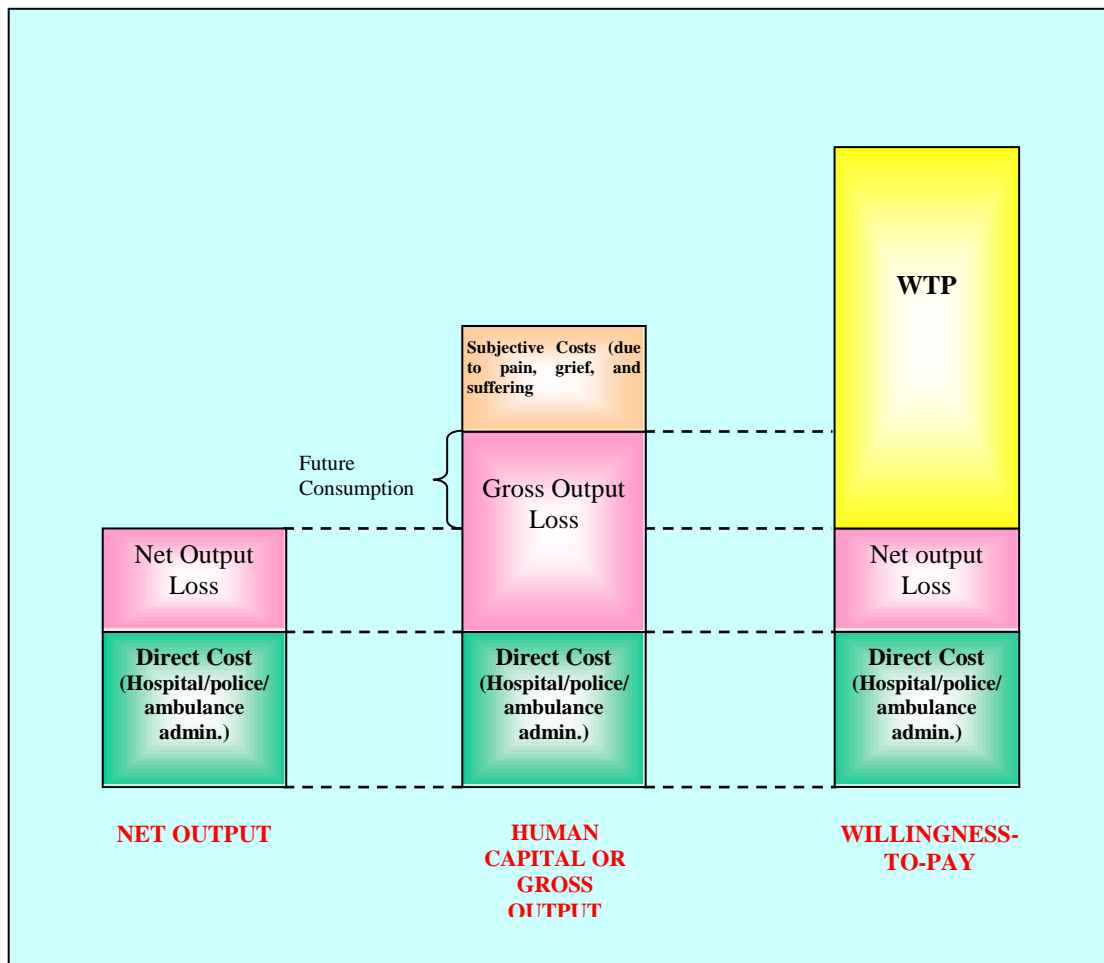 WTP
Subjective Costs (due
to pain, grief, and
suffering
Future
Consumption
Gross Output
Loss
Net Output
Loss
Net output
Loss
Direct Cost
(Hospital/police/
ambulance
admin.)
Direct Cost
(Hospital/police/
ambulance
admin.)
Direct Cost
(Hospital/police/
ambulance
admin.)
NET OUTPUT
HUMAN
CAPITAL OR
GROSS
OUTPUT
WILLINGNESS-
TO-PAY